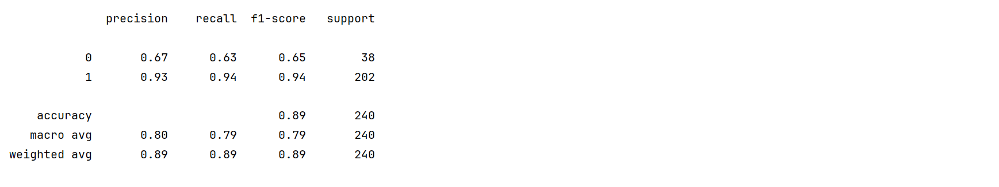 precision recall f1-score support
0 0.67 0.63 0.65 38
1 0.93 0.94 0.94 202
accuracy 0.89 240
macro avg 0.80 0.79 0.79 240
weighted avg 0.89 0.89 0.89 240